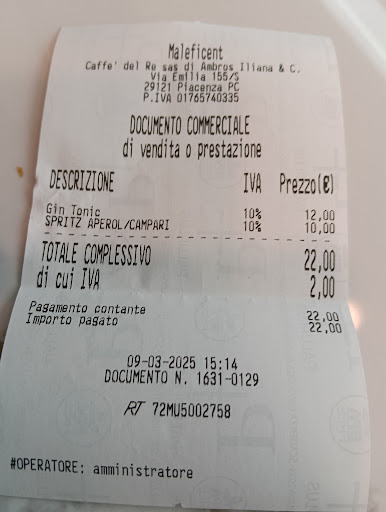 Maleficent
Caffe' del Re sas di Ambros Iliana & C.
Via Emilia 155/S
29121 Piacenza PC
P.IVA 01765740335
DOCUMENTO COMMERCIALE
di vendita o prestazione
DESCRIZIONE IVA Prezzo(€)
Gin Tonic 10% 12,00
SPRITZ APEROL/CAMPARI 10% 10,00
TOTALE COMPLESSIVO 22,00
di cui IVA 2,00
Pagamento contante 22,00
Importo pagato 22,00
09-03-2025 15:14
DOCUMENTO N. 1631-0129
RT 72MU5002758
#OPERATORE: amministratore